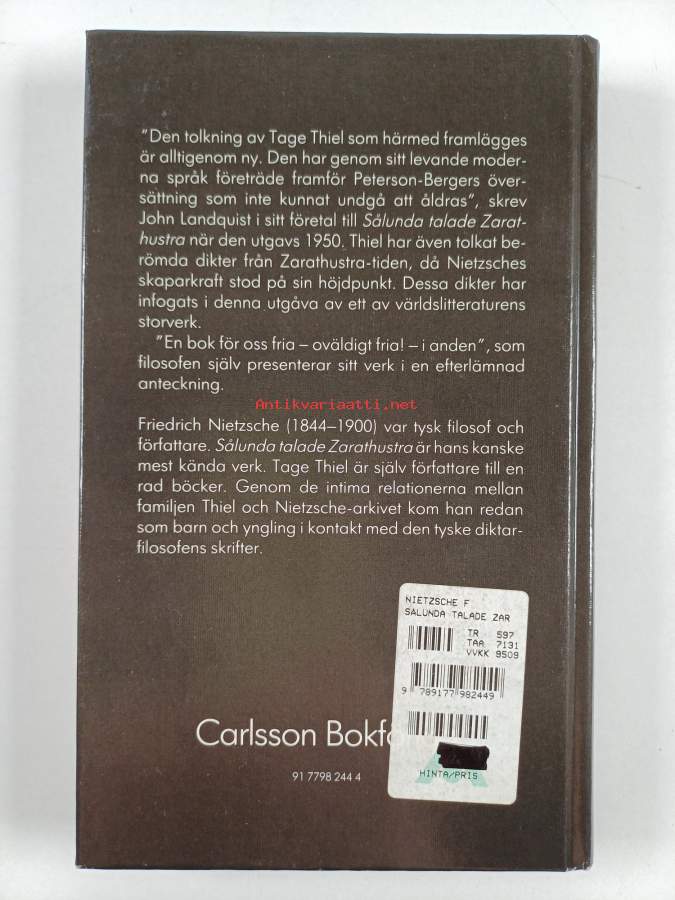 "Den tolkning av Tage Thiel som härmed framlägges
är alltigenom ny. Den har genom sitt levande moder-
na språk företräde framför Peterson-Bergers över-
sättning som inte kunnat undgå att åldras", skrev
John Landquist i sitt företal till Sålunda talade Zarat-
hustra när den utgavs 1950. Thiel har även tolkat be-
römda dikter från Zarathustra-tiden, då Nietzsches
skaparkraft stod på sin höjdpunkt. Dessa dikter har
infogats i denna utgåva av ett av världslitteraturens
storverk.
"En bok för oss fria – oväldigt fria! – i anden", som
filosofen själv presenterar sitt verk i en efterlämnad
anteckning.
Antikvariaatti.net
Friedrich Nietzsche (1844–1900) var tysk filosof och
författare. Sålunda talade Zarathustra är hans kanske
mest kända verk. Tage Thiel är själv författare till en
rad böcker. Genom de intima relationerna mellan
familjen Thiel och Nietzsche-arkivet kom han redan
som barn och yngling i kontakt med den tyske diktar-
filosofens skrifter.
NIETZSCHE F
SALUNDA TALADE ZAR
TR 597
TAA 7131
VVKK 9509
9 789177 982449
HINTA/PRIS
Carlsson Bokfö
91 7798 244 4